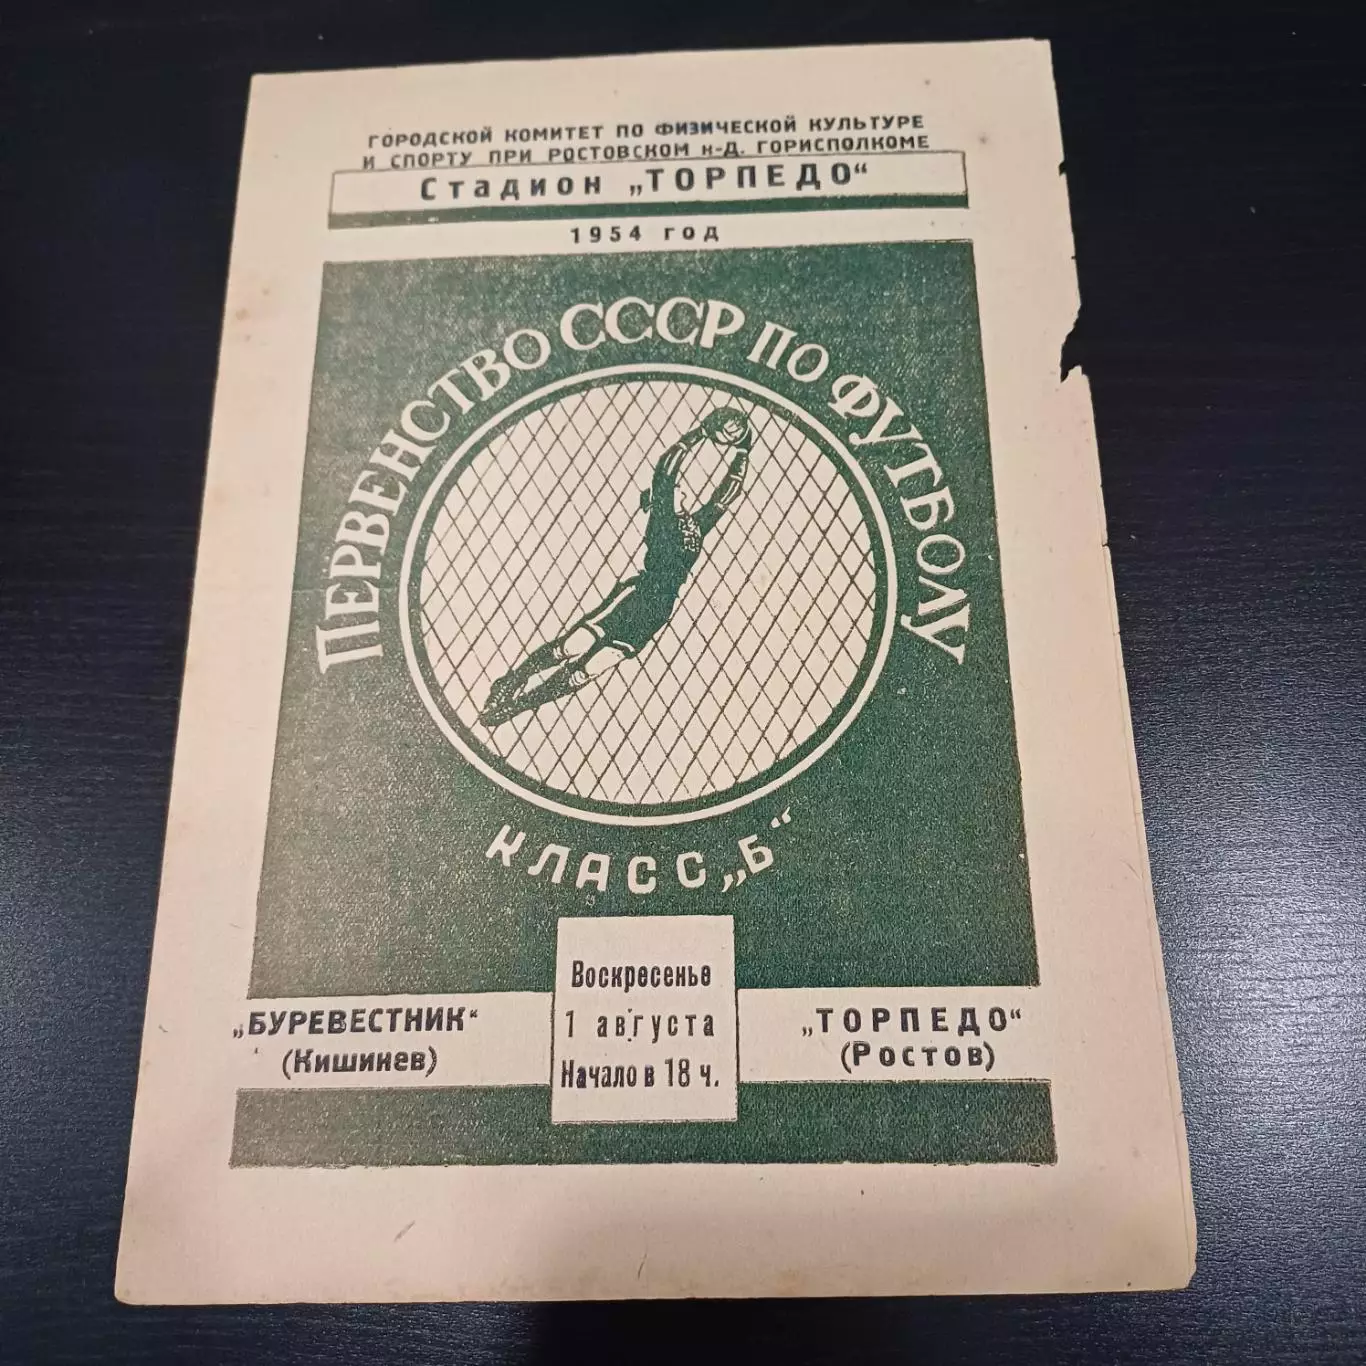 ГОРОДСКОЙ КОМИТЕТ ПО ФИЗИЧЕСКОЙ КУЛЬТУРЕ
И СПОРТУ ПРИ РОСТОВСКОМ н-Д. ГОРИСПОЛКОМЕ
Стадион „ТОРПЕДО“
1954 год
ПЕРВЕНСТВО СССР ПО ФУТБОЛУ
КЛАСС „Б“
„БУРЕВЕСТНИК“
(Кишинев)
Воскресенье
1 августа
Начало в 18 ч.
„ТОРПЕДО“
(Ростов)